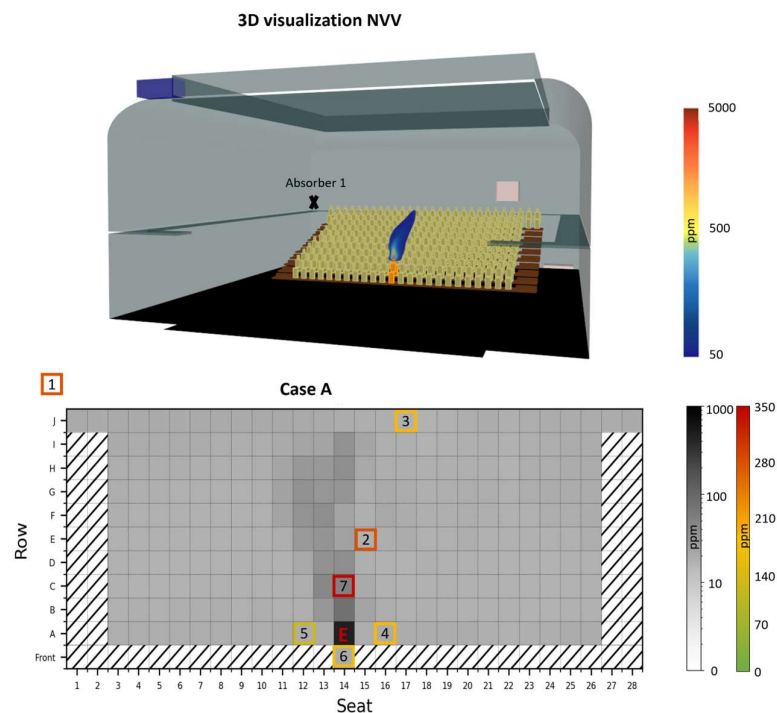 3D visualization NVV
Absorber 1
5000
500
50
ppm
1
Case A
J
I
H
G
F
E
D
C
B
A
Front
Row
3
2
7
5
E
4
6
1 2 3 4 5 6 7 8 9 10 11 12 13 14 15 16 17 18 19 20 21 22 23 24 25 26 27 28
Seat
1000
100
10
0
ppm
350
280
210
140
70
0
ppm